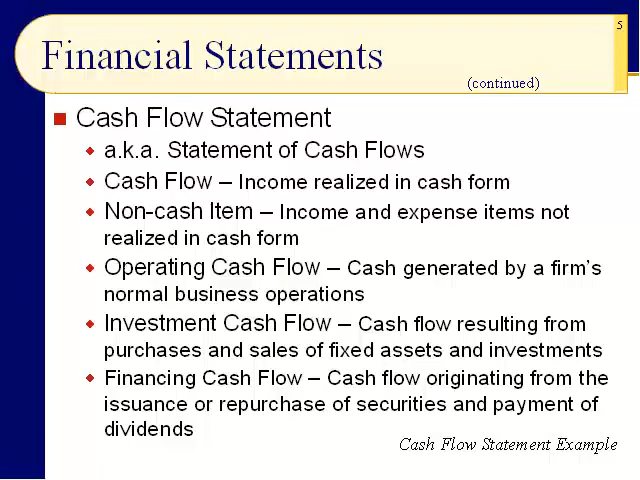 5
Financial Statements
(continued)
Cash Flow Statement
a.k.a. Statement of Cash Flows
Cash Flow – Income realized in cash form
Non-cash Item – Income and expense items not
realized in cash form
Operating Cash Flow – Cash generated by a firm's
normal business operations
Investment Cash Flow – Cash flow resulting from
purchases and sales of fixed assets and investments
Financing Cash Flow – Cash flow originating from the
issuance or repurchase of securities and payment of
dividends
Cash Flow Statement Example